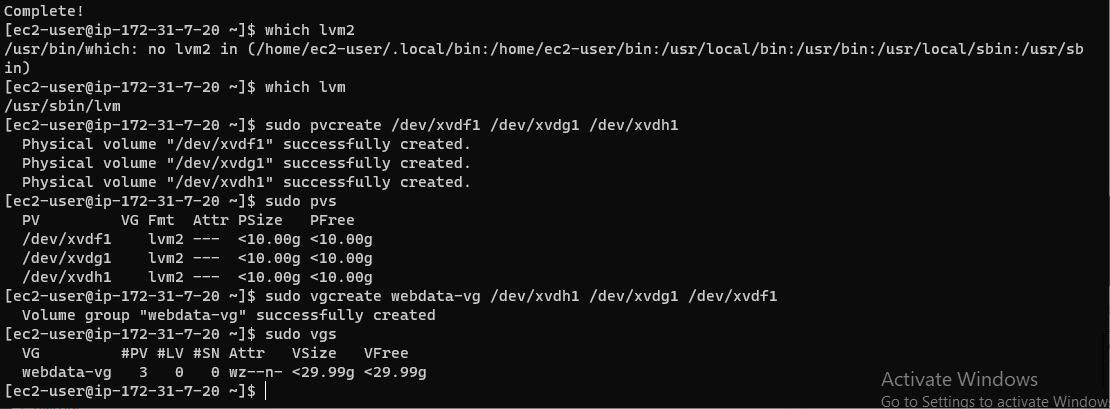 Complete!
[ec2-user@ip-172-31-7-20 ~]$ which lvm2
/usr/bin/which: no lvm2 in (/home/ec2-user/.local/bin:/home/ec2-user/bin:/usr/local/bin:/usr/bin:/usr/local/sbin:/usr/sb
in)
[ec2-user@ip-172-31-7-20 ~]$ which lvm
/usr/sbin/lvm
[ec2-user@ip-172-31-7-20 ~]$ sudo pvcreate /dev/xvdf1 /dev/xvdg1 /dev/xvdh1
  Physical volume "/dev/xvdf1" successfully created.
  Physical volume "/dev/xvdg1" successfully created.
  Physical volume "/dev/xvdh1" successfully created.
[ec2-user@ip-172-31-7-20 ~]$ sudo pvs
  PV         VG Fmt  Attr PSize   PFree
  /dev/xvdf1    lvm2 ---  <10.00g <10.00g
  /dev/xvdg1    lvm2 ---  <10.00g <10.00g
  /dev/xvdh1    lvm2 ---  <10.00g <10.00g
[ec2-user@ip-172-31-7-20 ~]$ sudo vgcreate webdata-vg /dev/xvdh1 /dev/xvdg1 /dev/xvdf1
  Volume group "webdata-vg" successfully created
[ec2-user@ip-172-31-7-20 ~]$ sudo vgs
  VG         #PV #LV #SN Attr   VSize   VFree
  webdata-vg   3   0   0 wz--n- <29.99g <29.99g
[ec2-user@ip-172-31-7-20 ~]$
Activate Windows
Go to Settings to activate Windows